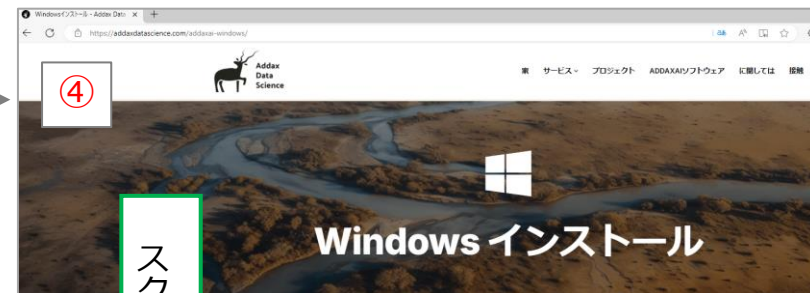 Windowsインストール - Addax Data
https://addaxdatascience.com/addaxai-windows/
④
Addax
Data
Science
家 サービス プロジェクト ADDAXAIソフトウェア に関しては 接触
Windows インストール
スク